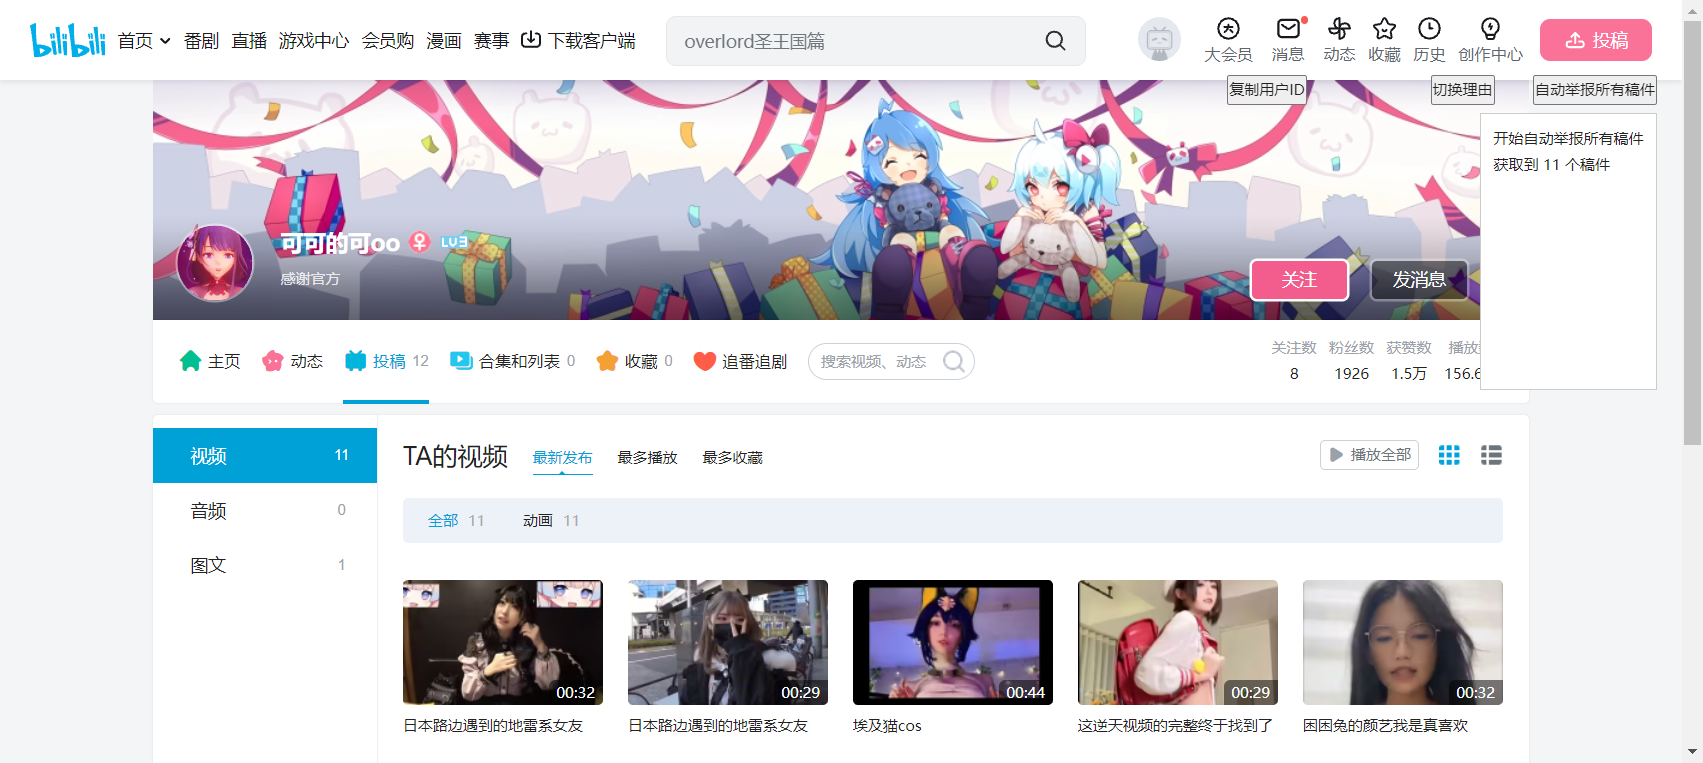 bilibili
首页
番剧
直播
游戏中心
会员购
漫画
赛事
下载客户端
overlord圣王国篇
大会员
消息
动态
收藏
历史
创作中心
投稿
复制用户ID
切换理由
自动举报所有稿件
开始自动举报所有稿件
获取到 11 个稿件
可可的可oo
LV3
感谢官方
关注
发消息
主页
动态
投稿 12
合集和列表 0
收藏 0
追番追剧
搜索视频、动态
关注数
8
粉丝数
1926
获赞数
1.5万
播放
156.6
视频 11
音频 0
图文 1
TA的视频
最新发布
最多播放
最多收藏
播放全部
全部 11
动画 11
00:32
00:29
00:44
00:29
00:32
日本路边遇到的地雷系女友
日本路边遇到的地雷系女友
埃及猫cos
这逆天视频的完整终于找到了
困困兔的颜艺我是真喜欢